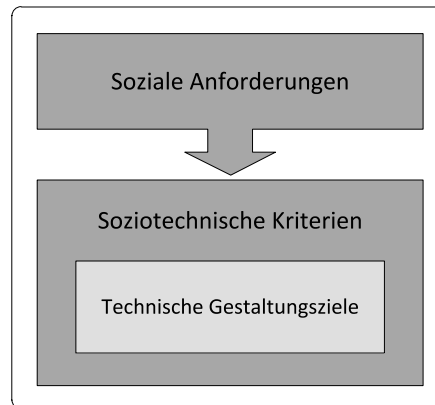 Soziale Anforderungen
Soziotechnische Kriterien
Technische Gestaltungsziele